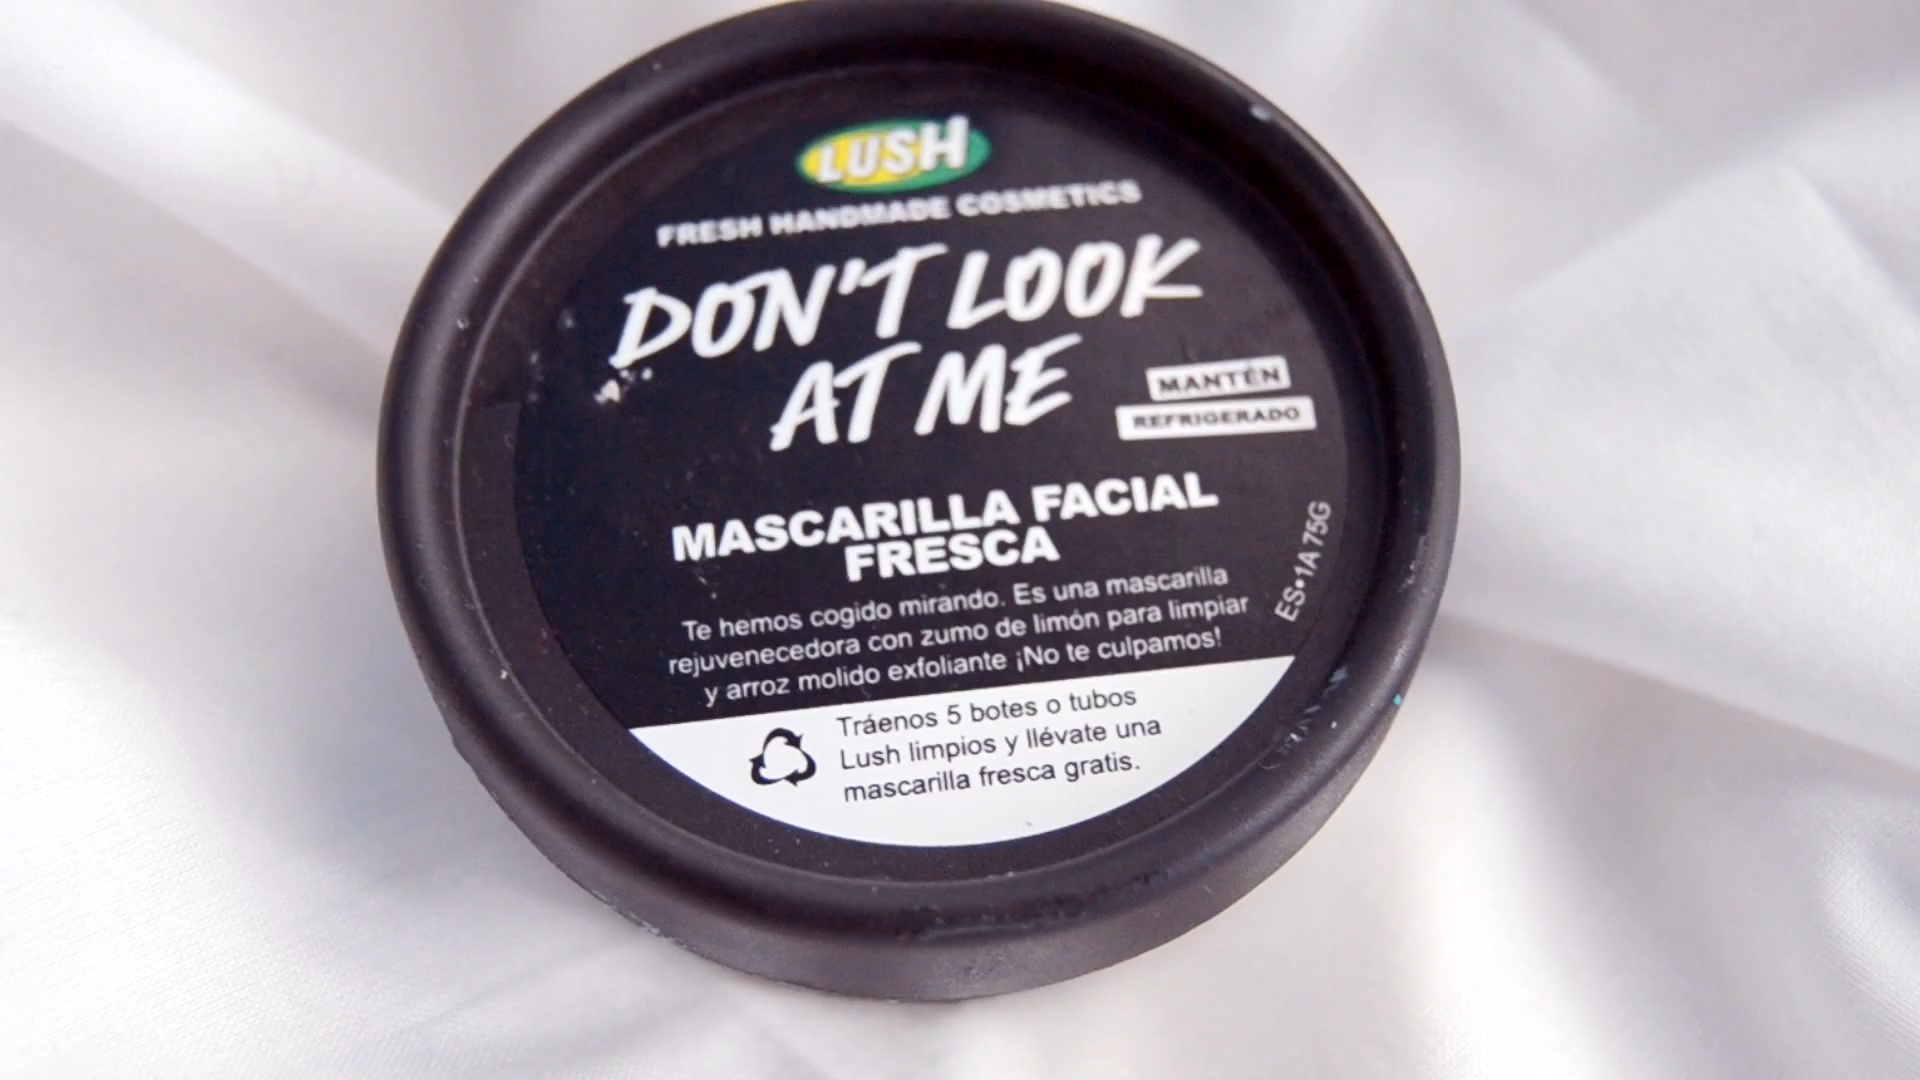 LUSH
FRESH HANDMADE COSMETICS
DON'T LOOK
AT ME
MANTÉN
REFRIGERADO
MASCARILLA FACIAL
FRESCA
Te hemos cogido mirando. Es una mascarilla
rejuvenecedora con zumo de limón para limpiar
y arroz molido exfoliante ¡No te culpamos!
ES•1A 75G
Tráenos 5 botes o tubos
Lush limpios y llévate una
mascarilla fresca gratis.